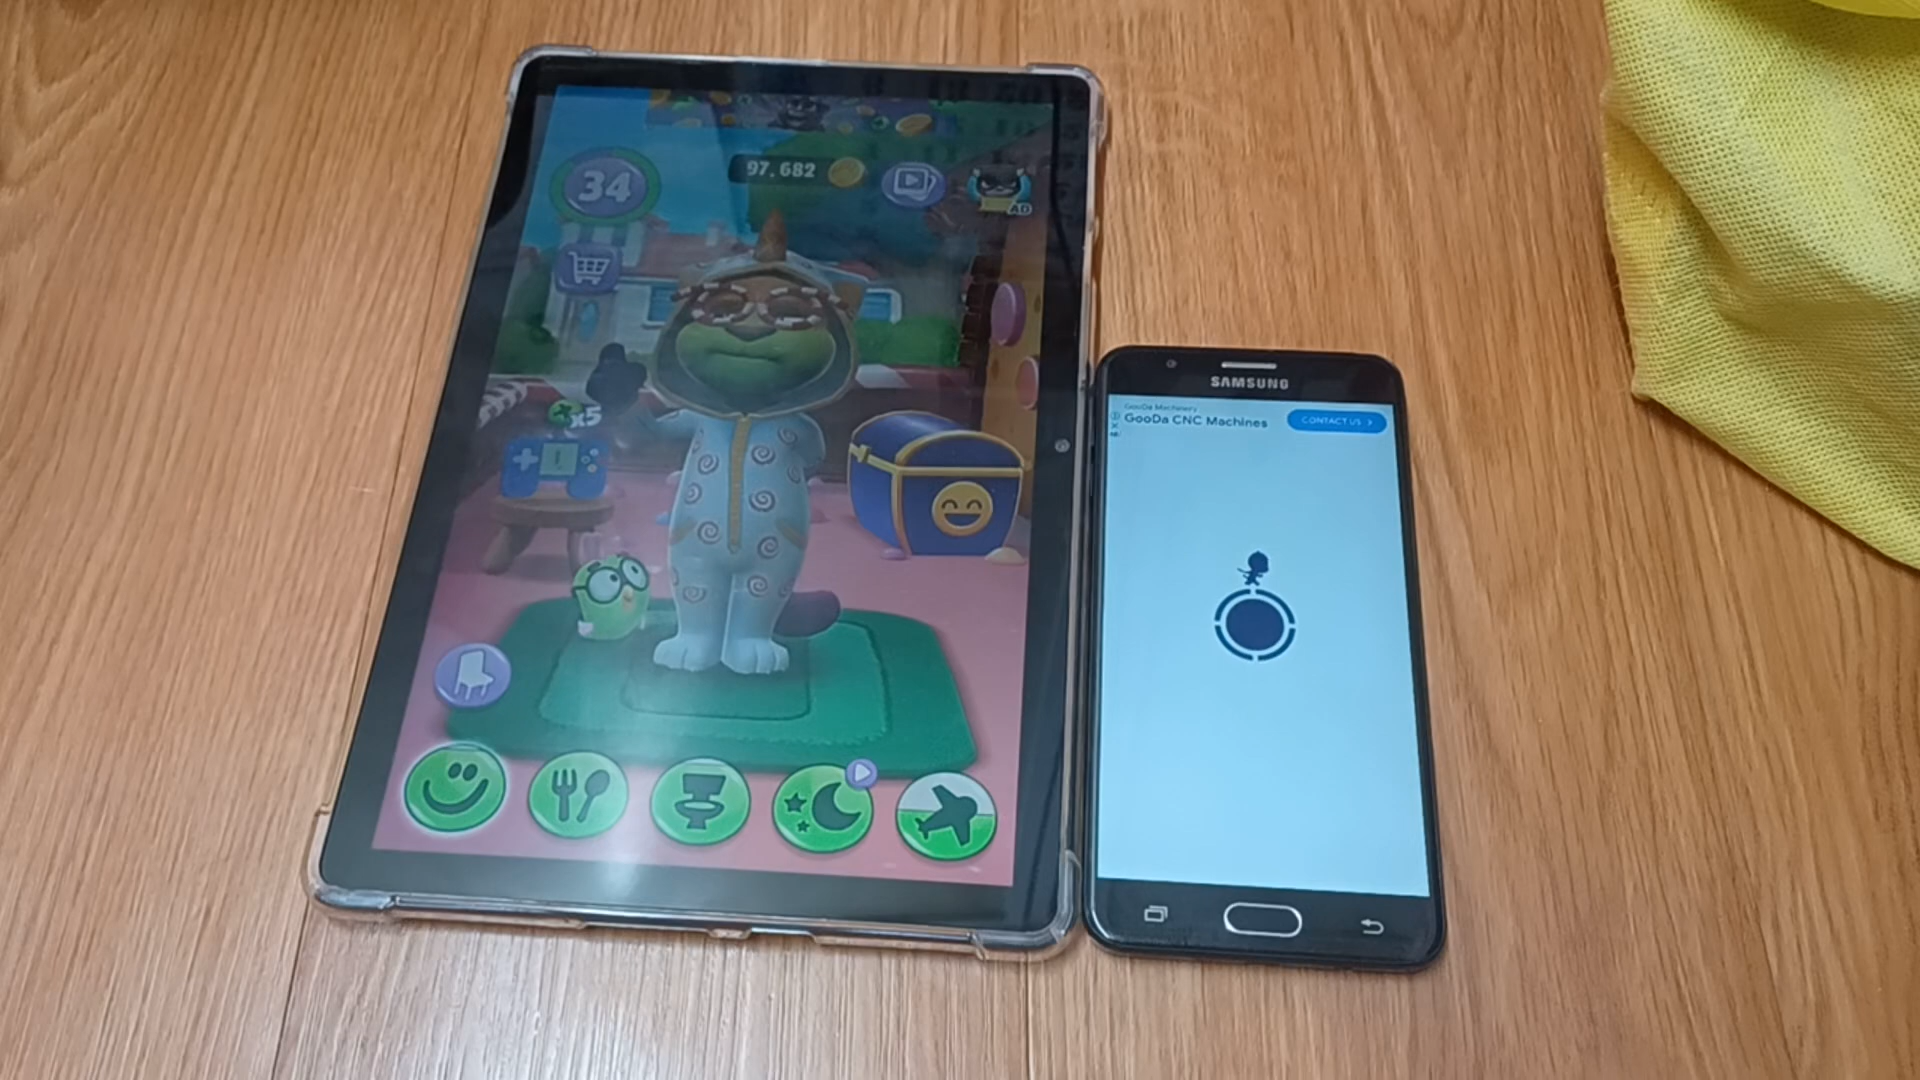 97,682
34
AD
x5
SAMSUNG
GooDa Machinery
GooDa CNC Machines
CONTACT US >